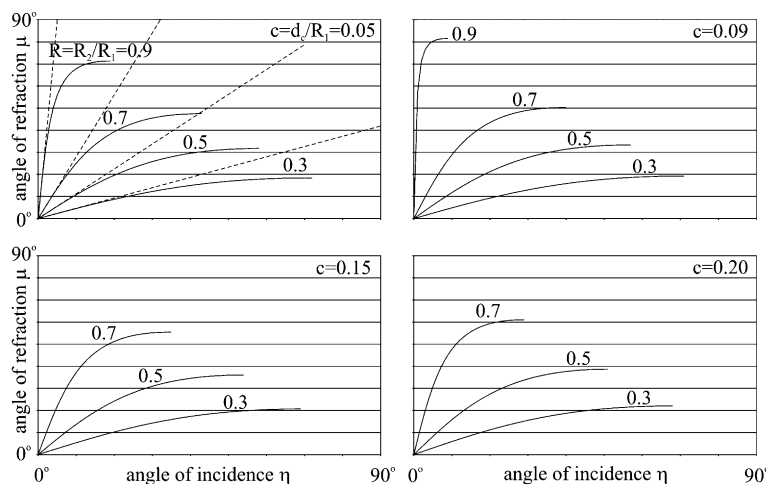 90°
R=R₂/R₁=0.9
c=d_c/R₁=0.05
0.7
0.5
0.3
angle of refraction μ
0°
0.9
c=0.09
0.7
0.5
0.3
90°
c=0.15
0.7
0.5
0.3
angle of refraction μ
0°
c=0.20
0.7
0.5
0.3
0°
angle of incidence η
90°
0°
angle of incidence η
90°